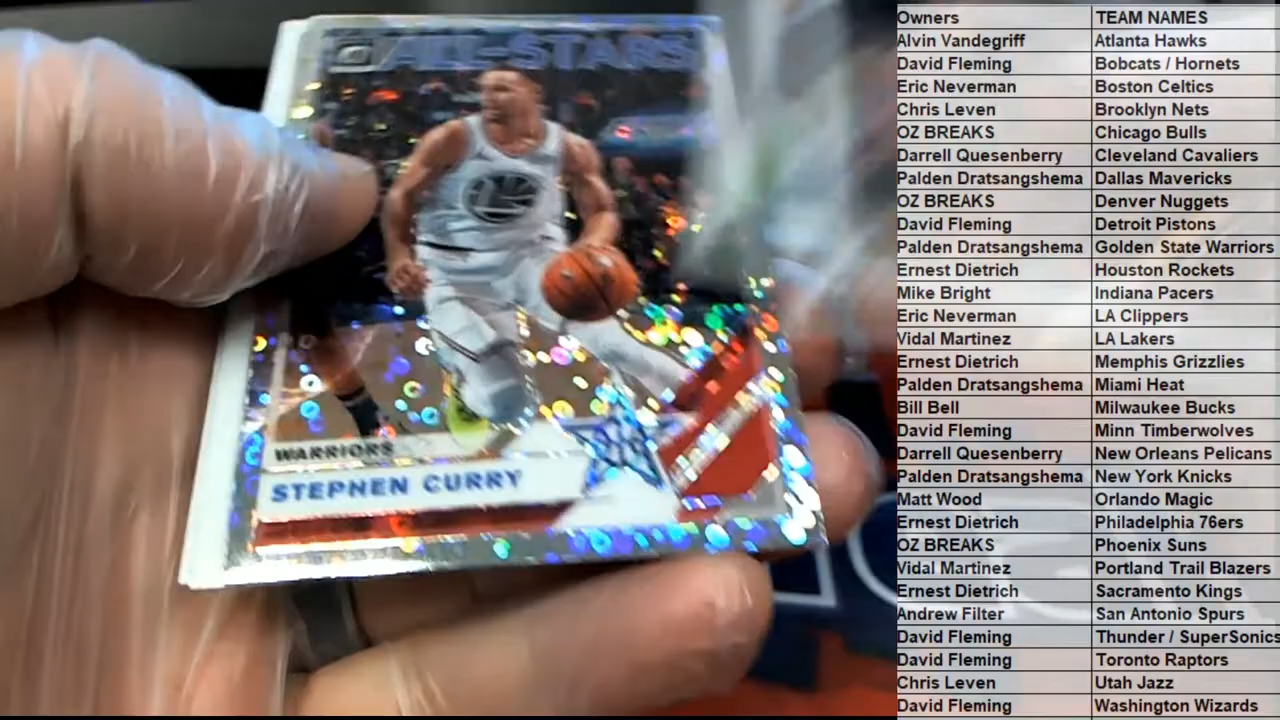 ALL-STARS
WARRIORS
STEPHEN CURRY
Owners TEAM NAMES
Alvin Vandegriff Atlanta Hawks
David Fleming Bobcats / Hornets
Eric Neverman Boston Celtics
Chris Leven Brooklyn Nets
OZ BREAKS Chicago Bulls
Darrell Quesenberry Cleveland Cavaliers
Palden Dratsangshema Dallas Mavericks
OZ BREAKS Denver Nuggets
David Fleming Detroit Pistons
Palden Dratsangshema Golden State Warriors
Ernest Dietrich Houston Rockets
Mike Bright Indiana Pacers
Eric Neverman LA Clippers
Vidal Martinez LA Lakers
Ernest Dietrich Memphis Grizzlies
Palden Dratsangshema Miami Heat
Bill Bell Milwaukee Bucks
David Fleming Minn Timberwolves
Darrell Quesenberry New Orleans Pelicans
Palden Dratsangshema New York Knicks
Matt Wood Orlando Magic
Ernest Dietrich Philadelphia 76ers
OZ BREAKS Phoenix Suns
Vidal Martinez Portland Trail Blazers
Ernest Dietrich Sacramento Kings
Andrew Filter San Antonio Spurs
David Fleming Thunder / SuperSonics
David Fleming Toronto Raptors
Chris Leven Utah Jazz
David Fleming Washington Wizards